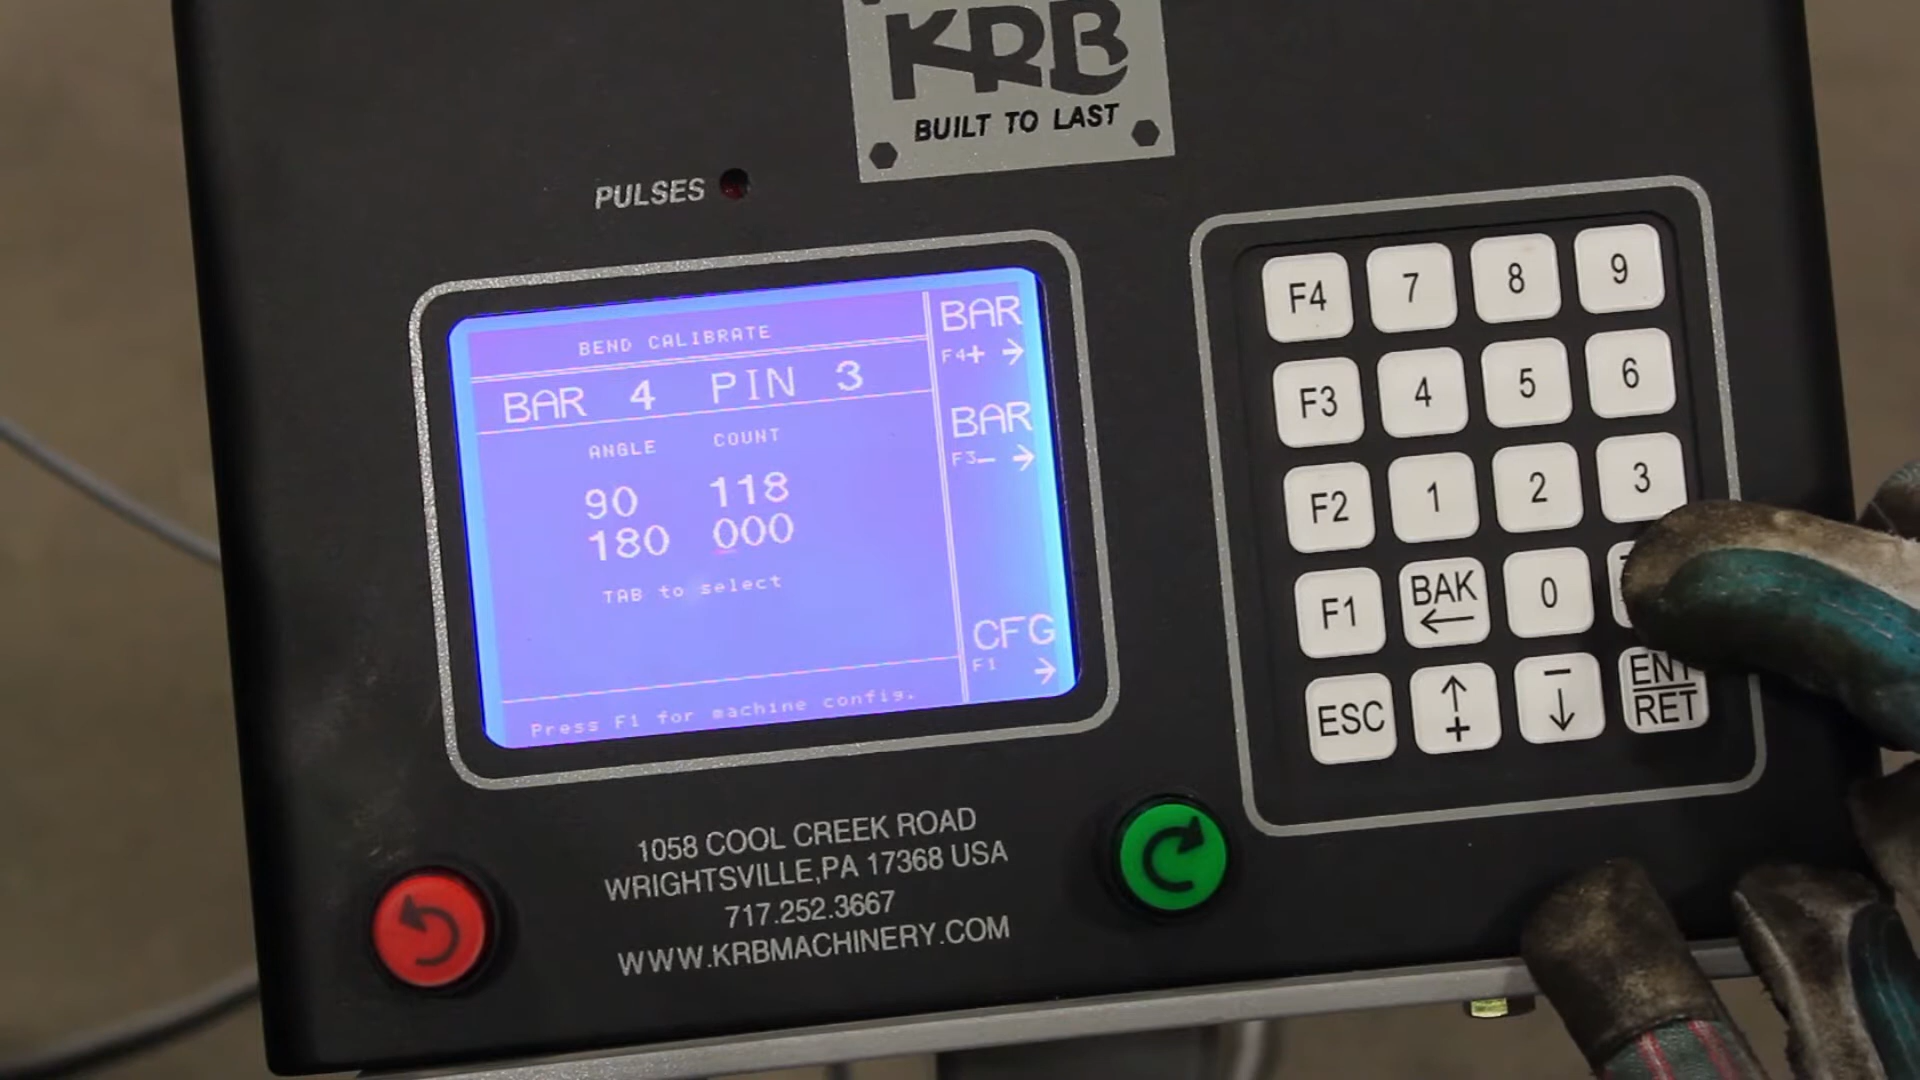 KRB
BUILT TO LAST
PULSES
BEND CALIBRATE
BAR 4 PIN 3
ANGLE COUNT
90 118
180 000
TAB to select
Press F1 for machine config.
BAR
F4+ →
BAR
F3- →
CFG
F1 →
F4 7 8 9
F3 4 5 6
F2 1 2 3
F1 BAK ← 0
ESC ↑ + - ↓ ENT RET
1058 COOL CREEK ROAD
WRIGHTSVILLE,PA 17368 USA
717.252.3667
WWW.KRBMACHINERY.COM